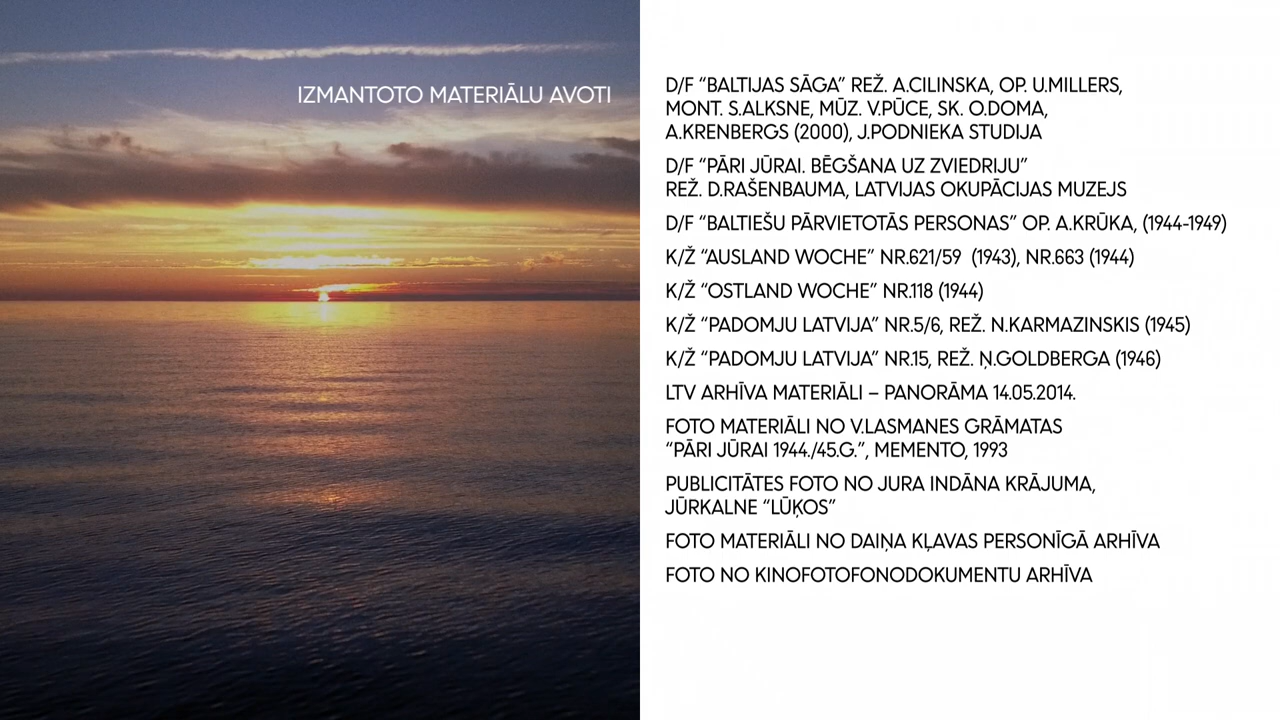 IZMANTOTO MATERIĀLU AVOTI
D/F “BALTIJAS SĀGA” REŽ. A.CILINSKA, OP. U.MILLERS,
MONT. S.ALKSNE, MŪZ. V.PŪCE, SK. O.DOMA,
A.KRENBERGS (2000), J.PODNIEKA STUDIJA
D/F “PĀRI JŪRAI. BĒGŠANA UZ ZVIEDRIJU”
REŽ. D.RAŠENBAUMA, LATVIJAS OKUPĀCIJAS MUZEJS
D/F “BALTIEŠU PĀRVIETOTĀS PERSONAS” OP. A.KRŪKA, (1944-1949)
K/Ž “AUSLAND WOCHE” NR.621/59 (1943), NR.663 (1944)
K/Ž “OSTLAND WOCHE” NR.118 (1944)
K/Ž “PADOMJU LATVIJA” NR.5/6, REŽ. N.KARMAZINSKIS (1945)
K/Ž “PADOMJU LATVIJA” NR.15, REŽ. Ņ.GOLDBERGA (1946)
LTV ARHĪVA MATERIĀLI – PANORĀMA 14.05.2014.
FOTO MATERIĀLI NO V.LASMANES GRĀMATAS
“PĀRI JŪRAI 1944./45.G.”, MEMENTO, 1993
PUBLICITĀTES FOTO NO JURA INDĀNA KRĀJUMA,
JŪRKALNE “LŪĶOS”
FOTO MATERIĀLI NO DAIŅA KĻAVAS PERSONĪGĀ ARHĪVA
FOTO NO KINOFOTOFONODOKUMENTU ARHĪVA